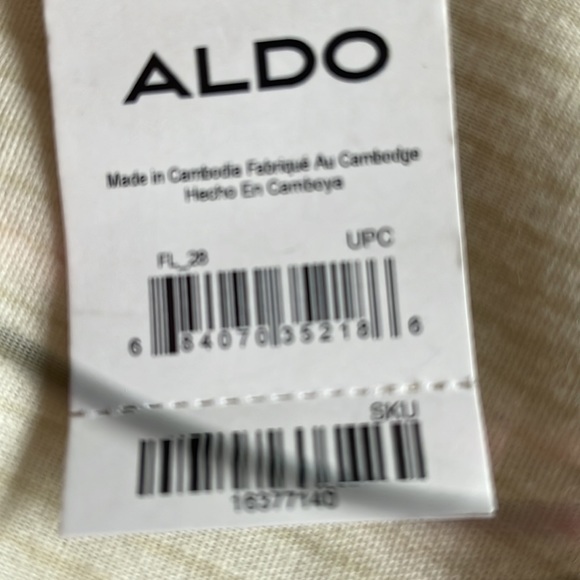 ALDO
Made in Cambodia Fabriqué Au Cambodge
Hecho En Camboya
FL_28 UPC
6 84070 35218 6
SKU
16377140